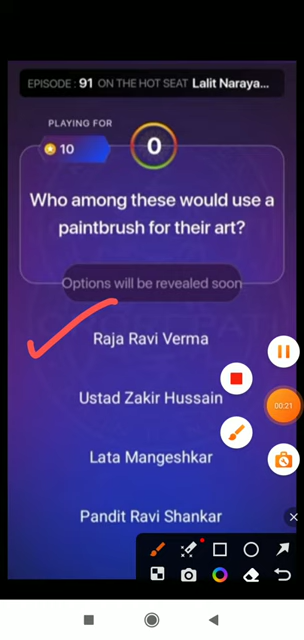 EPISODE : 91 ON THE HOT SEAT Lalit Naraya...
PLAYING FOR
10
0
Who among these would use a
paintbrush for their art?
Options will be revealed soon
Raja Ravi Verma
Ustad Zakir Hussain
00:21
Lata Mangeshkar
Pandit Ravi Shankar